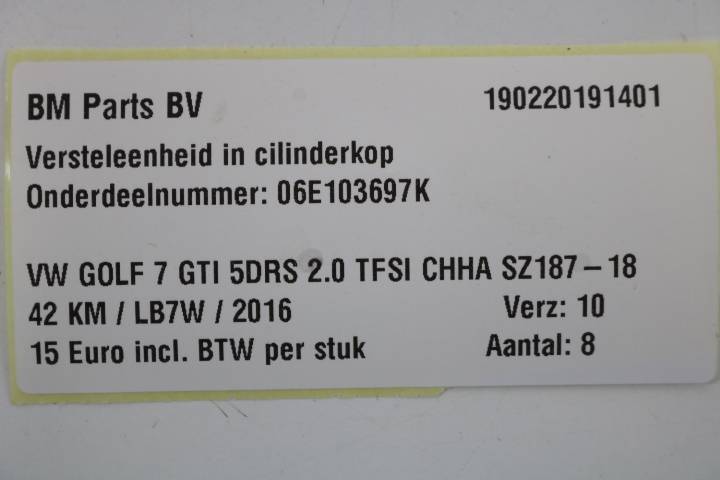 BM Parts BV 190220191401
Versteleenheid in cilinderkop
Onderdeelnummer: 06E103697K
VW GOLF 7 GTI 5DRS 2.0 TFSI CHHA SZ187-18
42 KM / LB7W / 2016 Verz: 10
15 Euro incl. BTW per stuk Aantal: 8